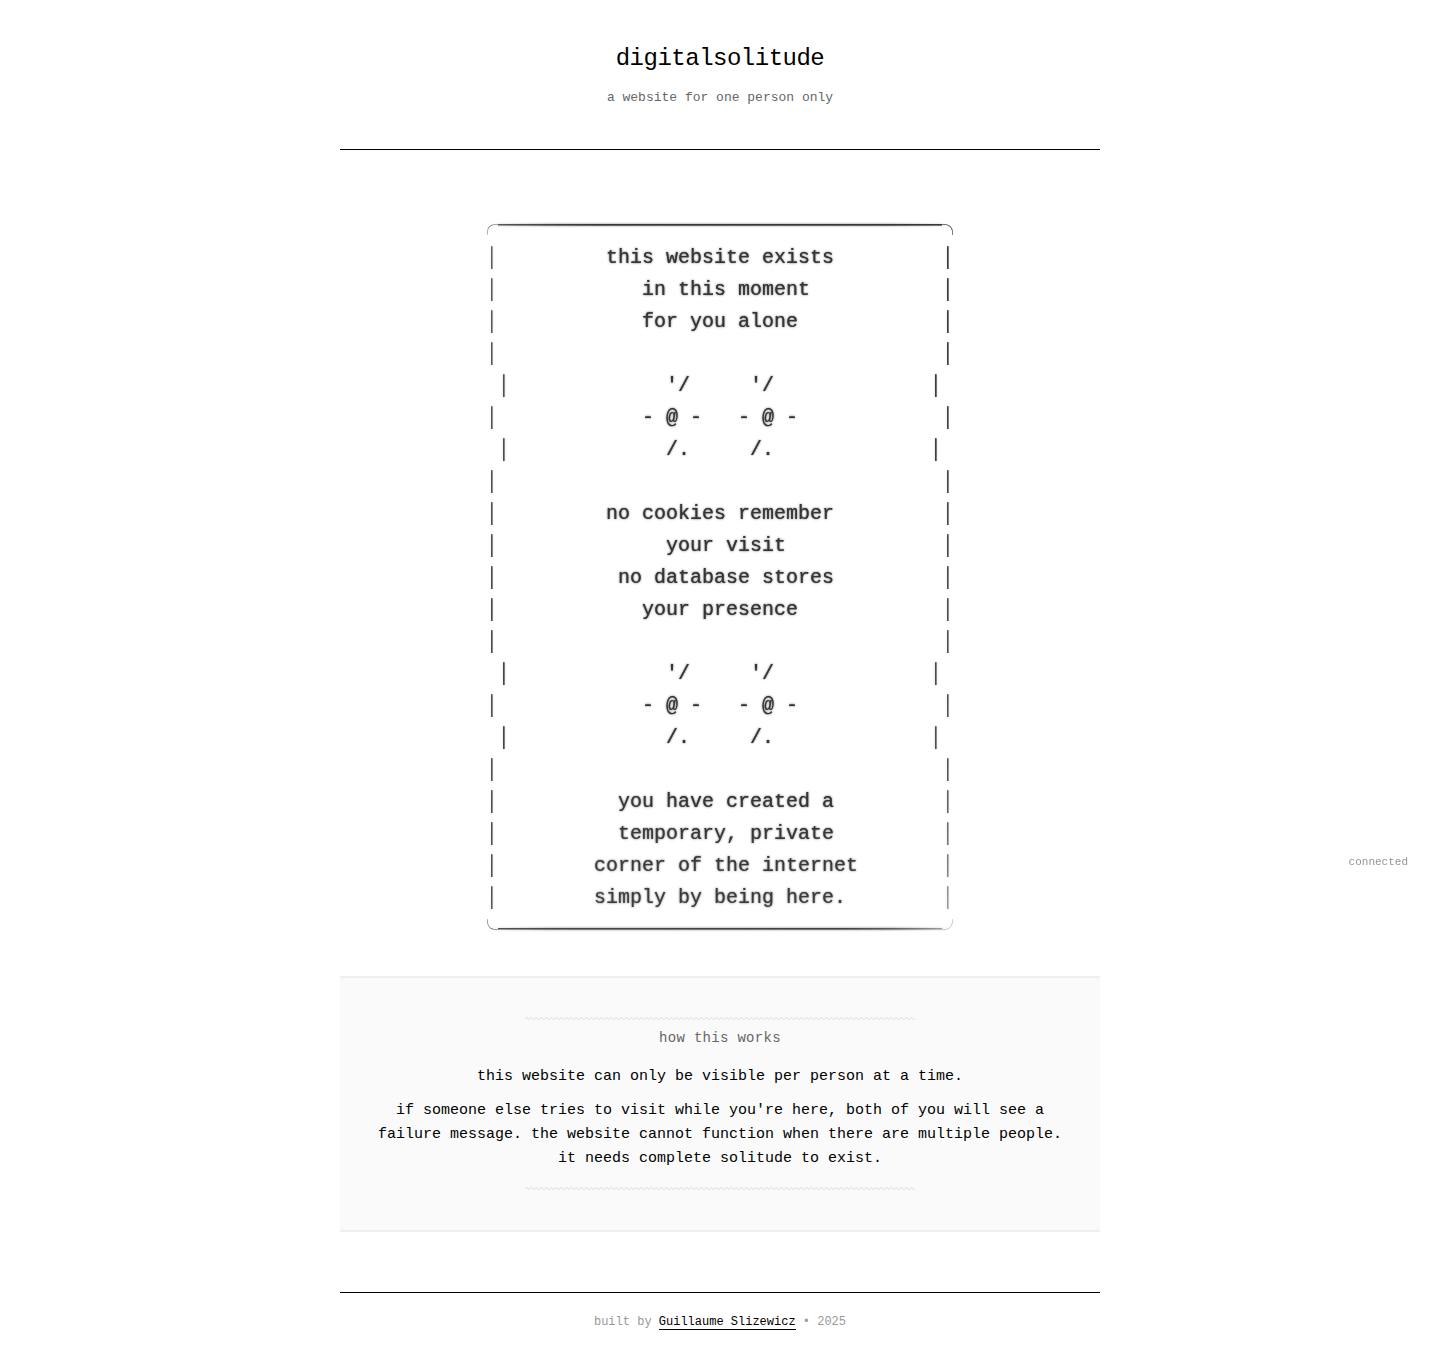 digitalsolitude
a website for one person only
this website exists
in this moment
for you alone
'/ '/
- @ - - @ -
/. /.
no cookies remember
your visit
no database stores
your presence
'/ '/
- @ - - @ -
/. /.
you have created a
temporary, private
corner of the internet
simply by being here.
connected
how this works
this website can only be visible per person at a time.
if someone else tries to visit while you're here, both of you will see a
failure message. the website cannot function when there are multiple people.
it needs complete solitude to exist.
built by Guillaume Slizewicz • 2025